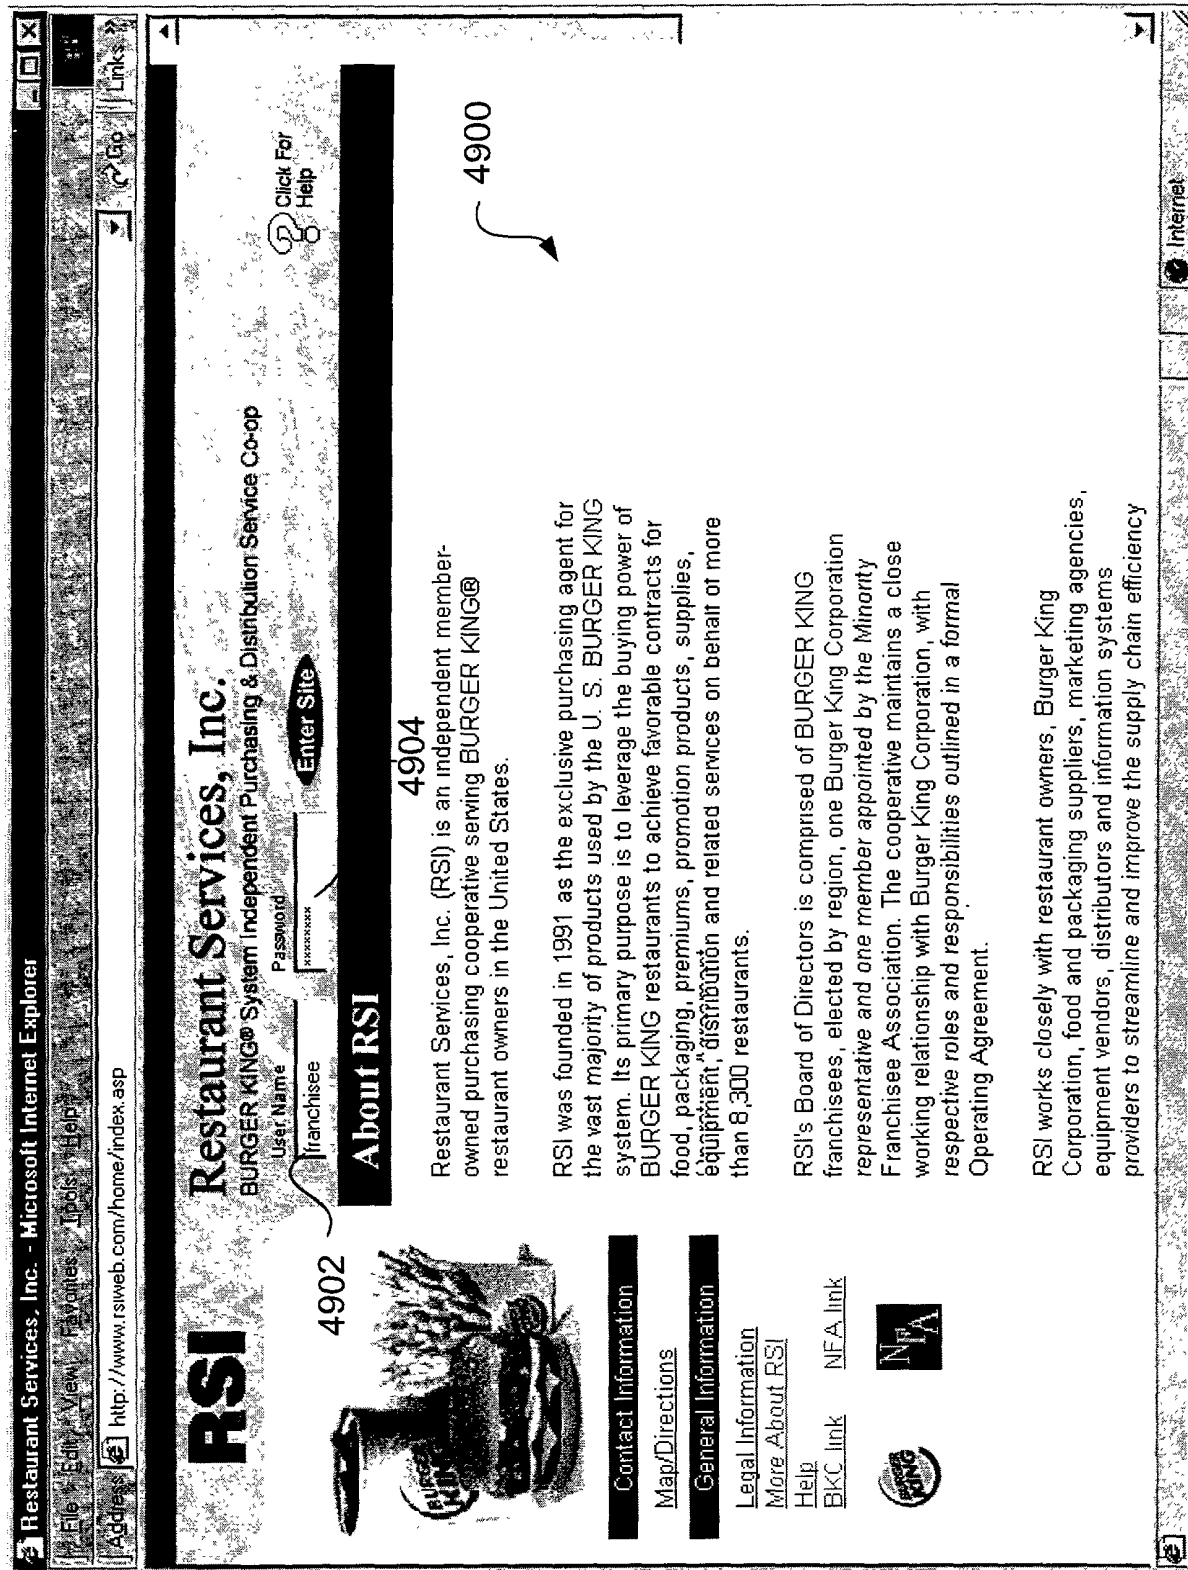 Restaurant Services, Inc. - Microsoft Internet Explorer
File Edit View Favorites Tools Help
Address http://www.rsiweb.com/home/index.asp Go Links »
RSI
Restaurant Services, Inc.
BURGER KING® System Independent Purchasing & Distribution Service Co-op
User Name Password
franchisee xxxxxxxx Enter Site
Click For
Help
4902
4904
4900
About RSI
BURGER
KING
Contact Information
Map/Directions
General Information
Legal Information
More About RSI
Help
BKC link NFA link
BURGER
KING
NFA
Restaurant Services, Inc. (RSI) is an independent member-
owned purchasing cooperative serving BURGER KING®
restaurant owners in the United States.
RSI was founded in 1991 as the exclusive purchasing agent for
the vast majority of products used by the U. S. BURGER KING
system. Its primary purpose is to leverage the buying power of
BURGER KING restaurants to achieve favorable contracts for
food, packaging, premiums, promotion products, supplies,
equipment, distribution and related services on behalf of more
than 8,300 restaurants.
RSI's Board of Directors is comprised of BURGER KING
franchisees, elected by region, one Burger King Corporation
representative and one member appointed by the Minority
Franchisee Association. The cooperative maintains a close
working relationship with Burger King Corporation, with
respective roles and responsibilities outlined in a formal
Operating Agreement.
RSI works closely with restaurant owners, Burger King
Corporation, food and packaging suppliers, marketing agencies,
equipment vendors, distributors and information systems
providers to streamline and improve the supply chain efficiency
Internet